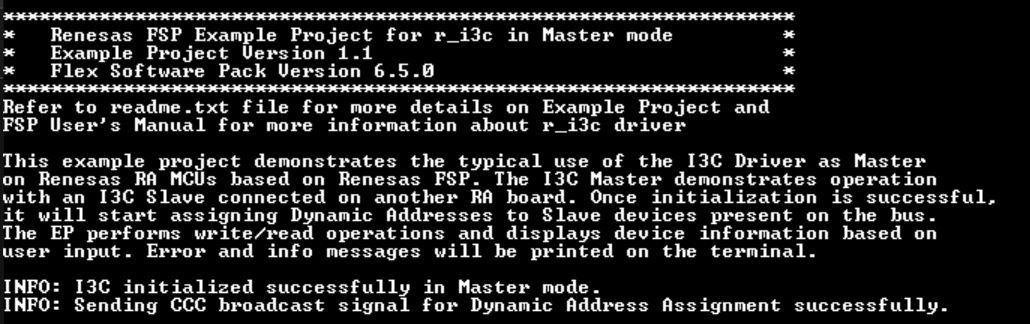 ********************************************************************************
*   Renesas FSP Example Project for r_i3c in Master mode          *
*   Example Project Version 1.1                                   *
*   Flex Software Pack Version 6.5.0                              *
********************************************************************************
Refer to readme.txt file for more details on Example Project and
FSP User's Manual for more information about r_i3c driver

This example project demonstrates the typical use of the I3C Driver as Master
on Renesas RA MCUs based on Renesas FSP. The I3C Master demonstrates operation
with an I3C Slave connected on another RA board. Once initialization is successful,
it will start assigning Dynamic Addresses to Slave devices present on the bus.
The EP performs write/read operations and displays device information based on
user input. Error and info messages will be printed on the terminal.

INFO: I3C initialized successfully in Master mode.
INFO: Sending CCC broadcast signal for Dynamic Address Assignment successfully.